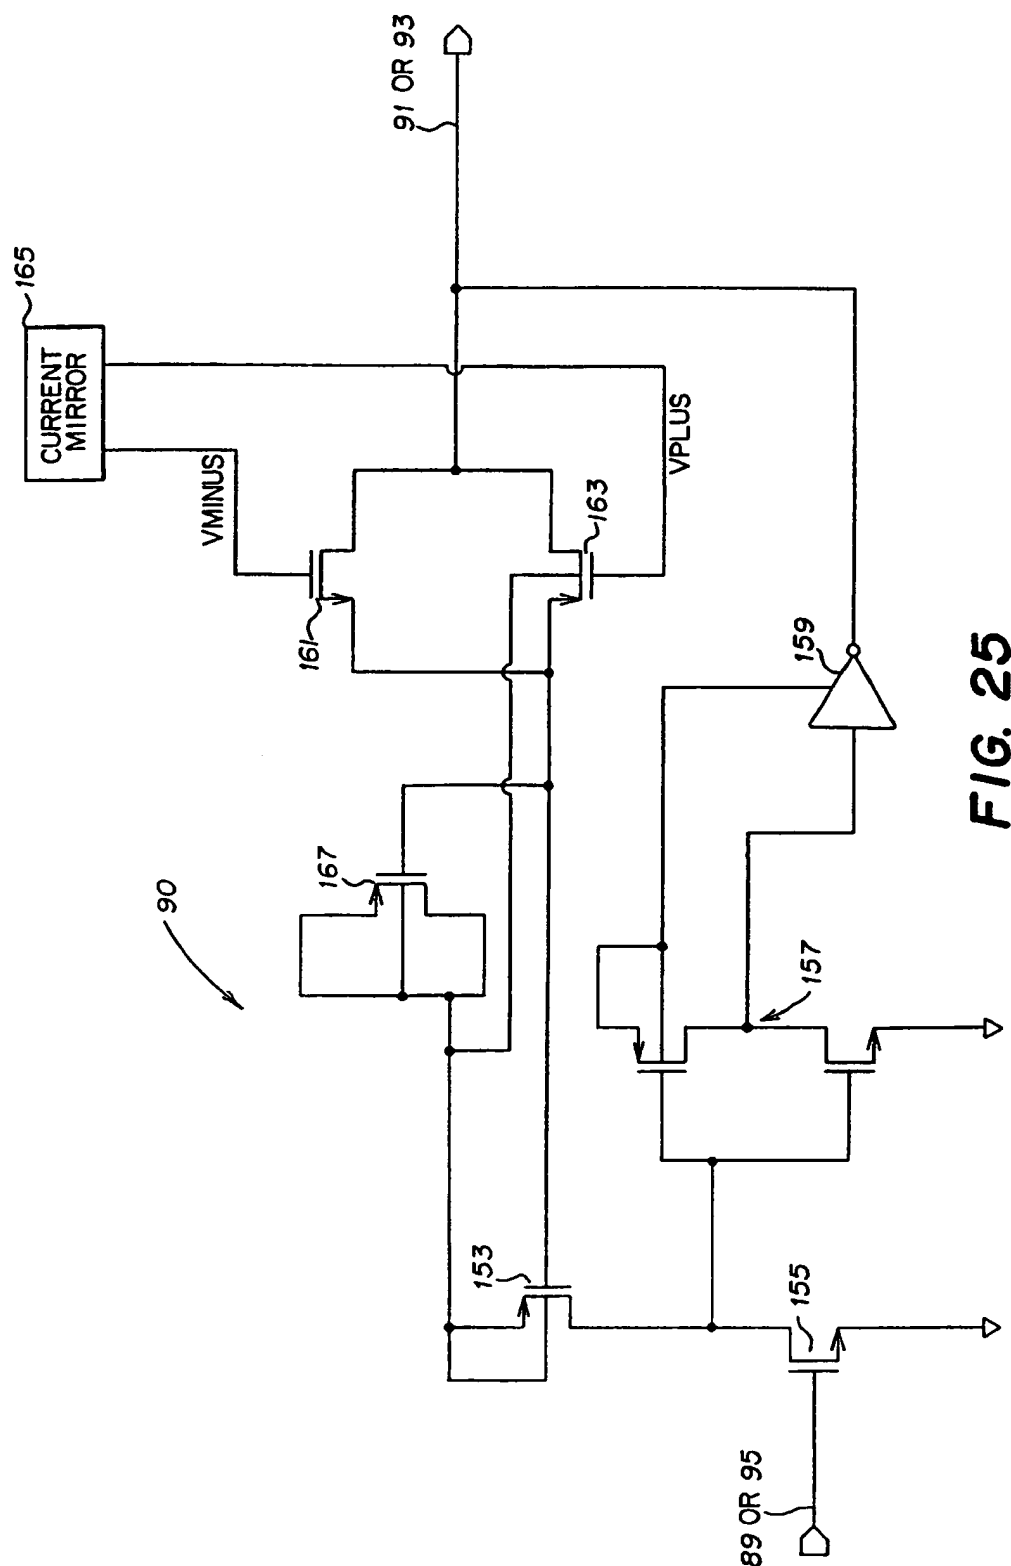 CURRENT
MIRROR
165
VMINUS
VPLUS
91 OR 93
161
163
167
90
153
155
157
159
89 OR 95
FIG. 25